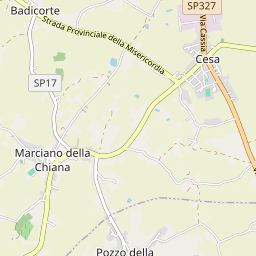 Badicorte
Strada Provinciale della Misericordia
SP327
Via Cassia
Cesa
SP17
Marciano della
Chiana
Pozzo della